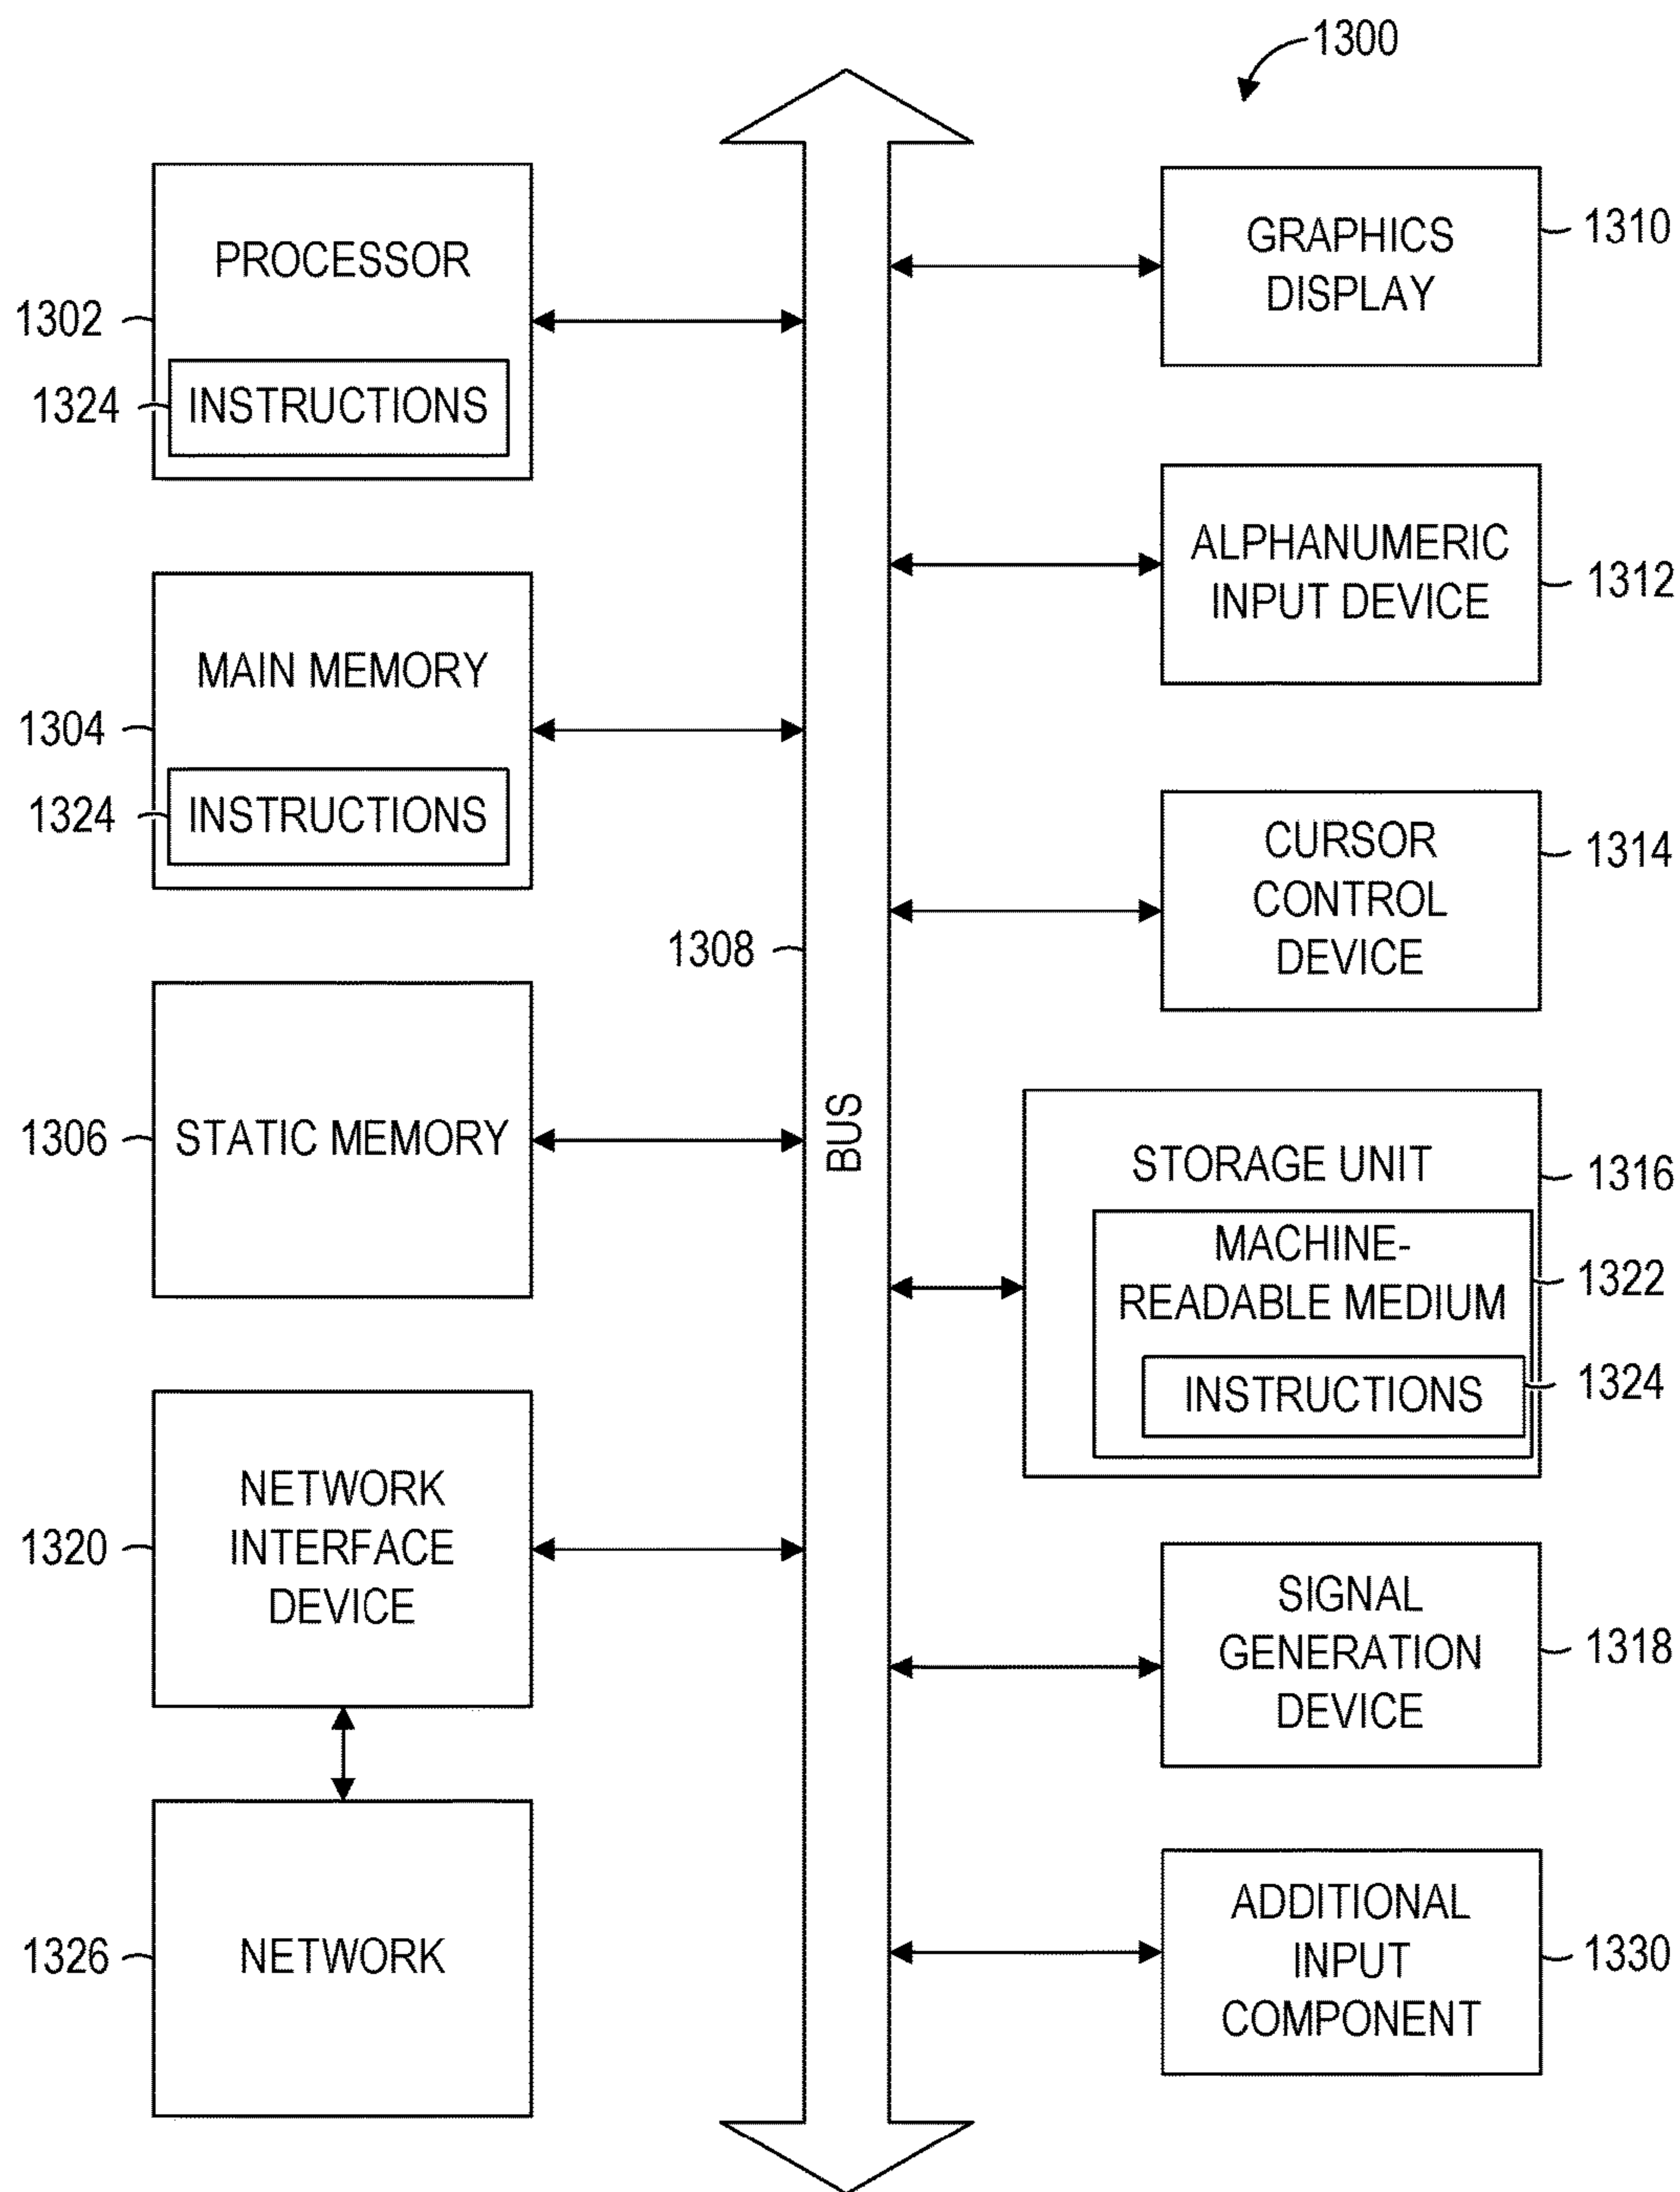 1300
PROCESSOR
1302
1324
INSTRUCTIONS
MAIN MEMORY
1304
1324
INSTRUCTIONS
1308
STATIC MEMORY
1306
BUS
NETWORK
INTERFACE
DEVICE
1320
NETWORK
1326
GRAPHICS
DISPLAY
1310
ALPHANUMERIC
INPUT DEVICE
1312
CURSOR
CONTROL
DEVICE
1314
STORAGE UNIT
1316
MACHINE-
READABLE MEDIUM
1322
INSTRUCTIONS
1324
SIGNAL
GENERATION
DEVICE
1318
ADDITIONAL
INPUT
COMPONENT
1330